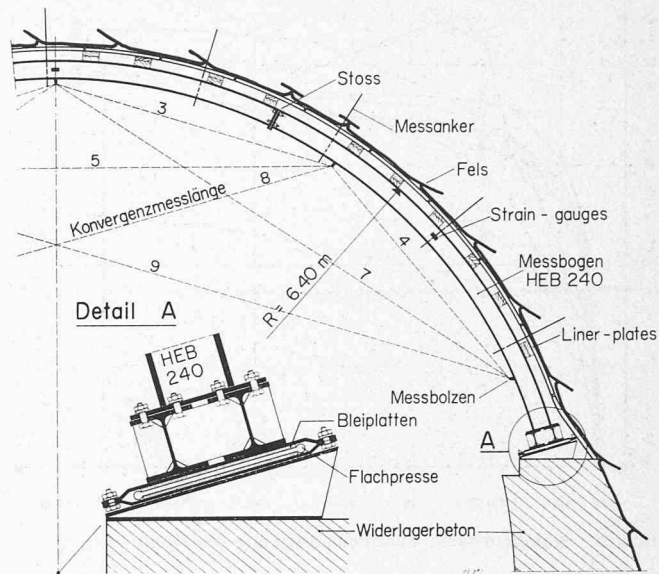 Stoss
3
Messanker
5
8
Fels
Konvergenzmesslänge
Strain - gauges
4
9
7
R = 6.40 m
Messbogen
HEB 240
Detail A
Liner - plates
HEB
240
Messbolzen
Bleiplatten
A
Flachpresse
Widerlagerbeton